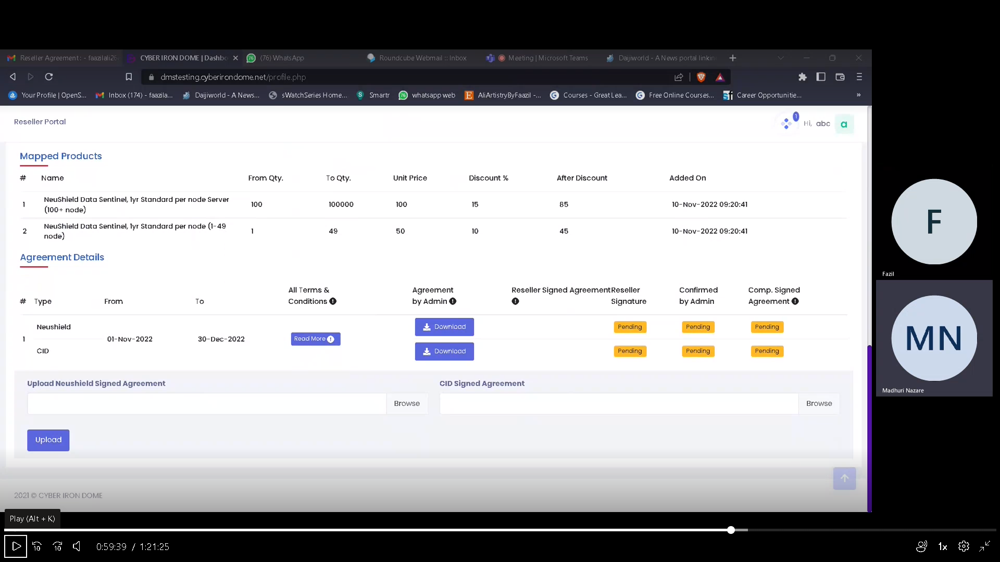 Reseller Agreement : - faazilali26
CYBER IRON DOME | Dashbo
(76) WhatsApp
Roundcube Webmail :: Inbox
Meeting | Microsoft Teams
Daijiworld - A News portal linkin
dmstesting.cyberirondome.net/profile.php
Your Profile | OpenS...
Inbox (174) - faazila...
Daijiworld - A News...
sWatchSeries Home...
Smartr
whatsapp web
AliArtistryByFaazil -...
Courses - Great Lea...
Free Online Courses...
Career Opportunitie...
»
Reseller Portal
1
Hi, abc
a
Mapped Products
# Name From Qty. To Qty. Unit Price Discount % After Discount Added On
1 NeuShield Data Sentinel, 1yr Standard per node Server (100+ node) 100 100000 100 15 85 10-Nov-2022 09:20:41
2 NeuShield Data Sentinel, 1yr Standard per node (1-49 node) 1 49 50 10 45 10-Nov-2022 09:20:41
Agreement Details
# Type From To All Terms & Conditions Agreement by Admin Reseller Signed Agreement Reseller Signature Confirmed by Admin Comp. Signed Agreement
Neushield Download Pending Pending Pending
1 01-Nov-2022 30-Dec-2022 Read More
CID Download Pending Pending Pending
Upload Neushield Signed Agreement
CID Signed Agreement
Browse
Browse
Upload
2021 © CYBER IRON DOME
F
Fazil
MN
Madhuri Nazare
Play (Alt + K)
10
10
0:59:39 / 1:21:25
1x